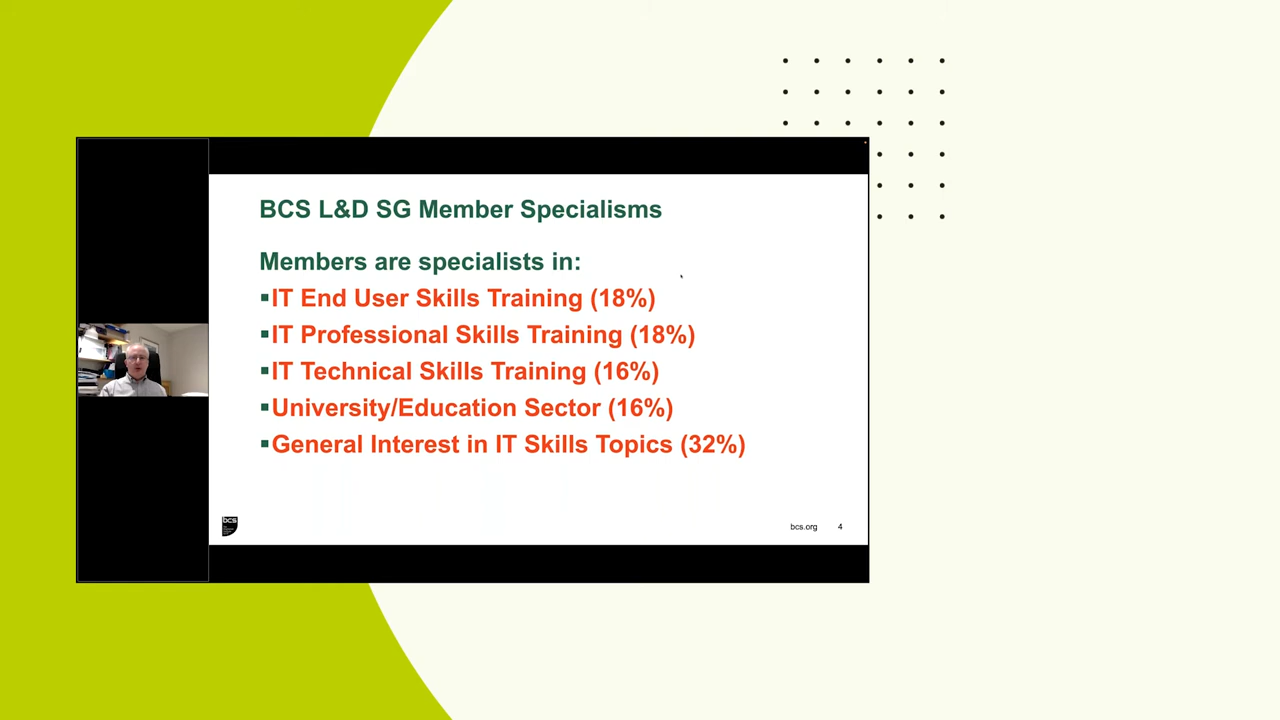 BCS L&D SG Member Specialisms
Members are specialists in:
▪IT End User Skills Training (18%)
▪IT Professional Skills Training (18%)
▪IT Technical Skills Training (16%)
▪University/Education Sector (16%)
▪General Interest in IT Skills Topics (32%)
bcs
bcs.org 4